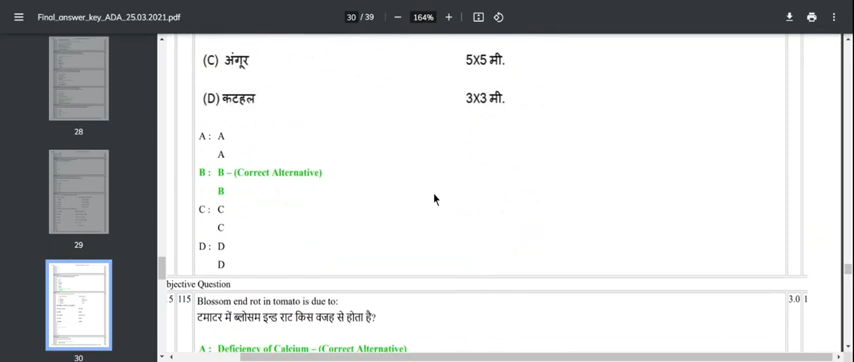 Final_answer_key_ADA_25.03.2021.pdf
30 / 39
164%
(C) अंगूर 5X5 मी.
(D) कटहल 3X3 मी.
A : A
A
B : B – (Correct Alternative)
B
C : C
C
D : D
D
bjective Question
5 115 Blossom end rot in tomato is due to: 3.0 1
टमाटर में ब्लोसम इन्ड राट किस वजह से होता है?
A : Deficiency of Calcium – (Correct Alternative)
28
29
30